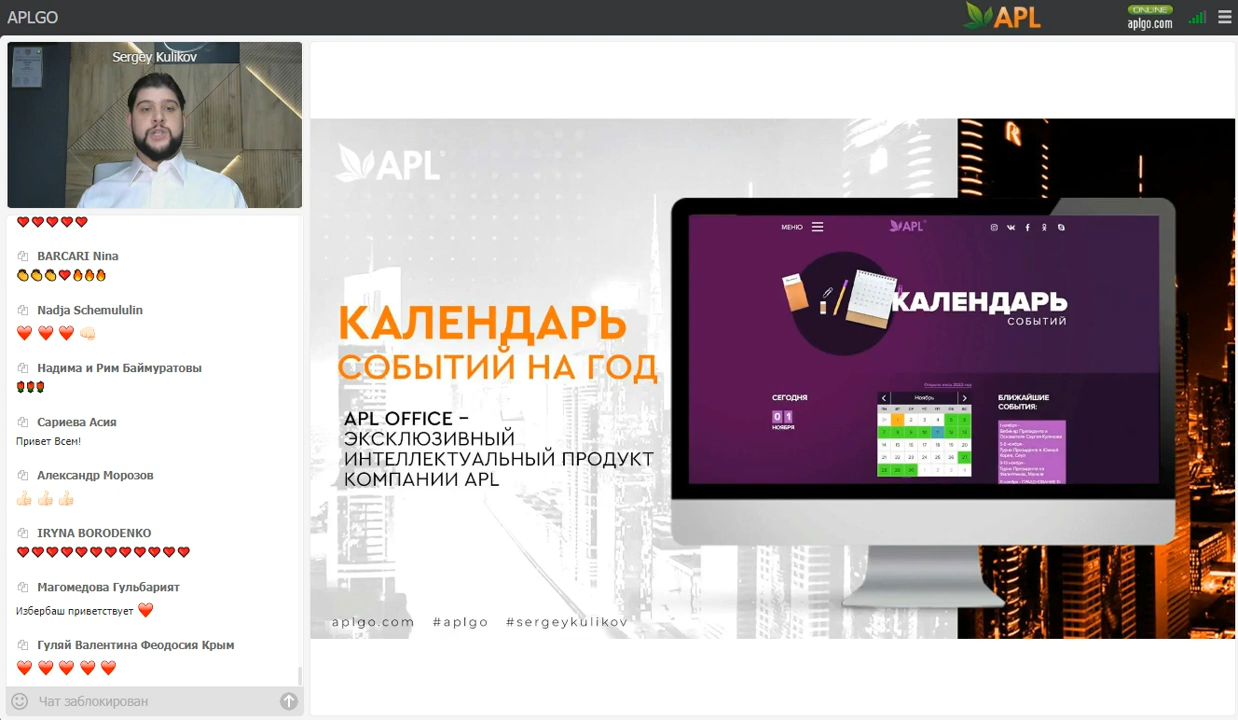 APLGO
APL
ONLINE
aplgo.com
Sergey Kulikov
BARCARI Nina
Nadja Schemululin
Надима и Рим Баймуратовы
Сариева Асия
Привет Всем!
Александр Морозов
IRYNA BORODENKO
Магомедова Гульбарият
Избербаш приветствует
Гуляй Валентина Феодосия Крым
Чат заблокирован
APL
КАЛЕНДАРЬ
СОБЫТИЙ НА ГОД
APL OFFICE –
ЭКСКЛЮЗИВНЫЙ
ИНТЕЛЛЕКТУАЛЬНЫЙ ПРОДУКТ
КОМПАНИИ APL
aplgo.com #aplgo #sergeykulikov
МЕНЮ
APL
КАЛЕНДАРЬ
СОБЫТИЙ
СЕГОДНЯ
01
НОЯБРЯ
Ноябрь
БЛИЖАЙШИЕ
СОБЫТИЯ: